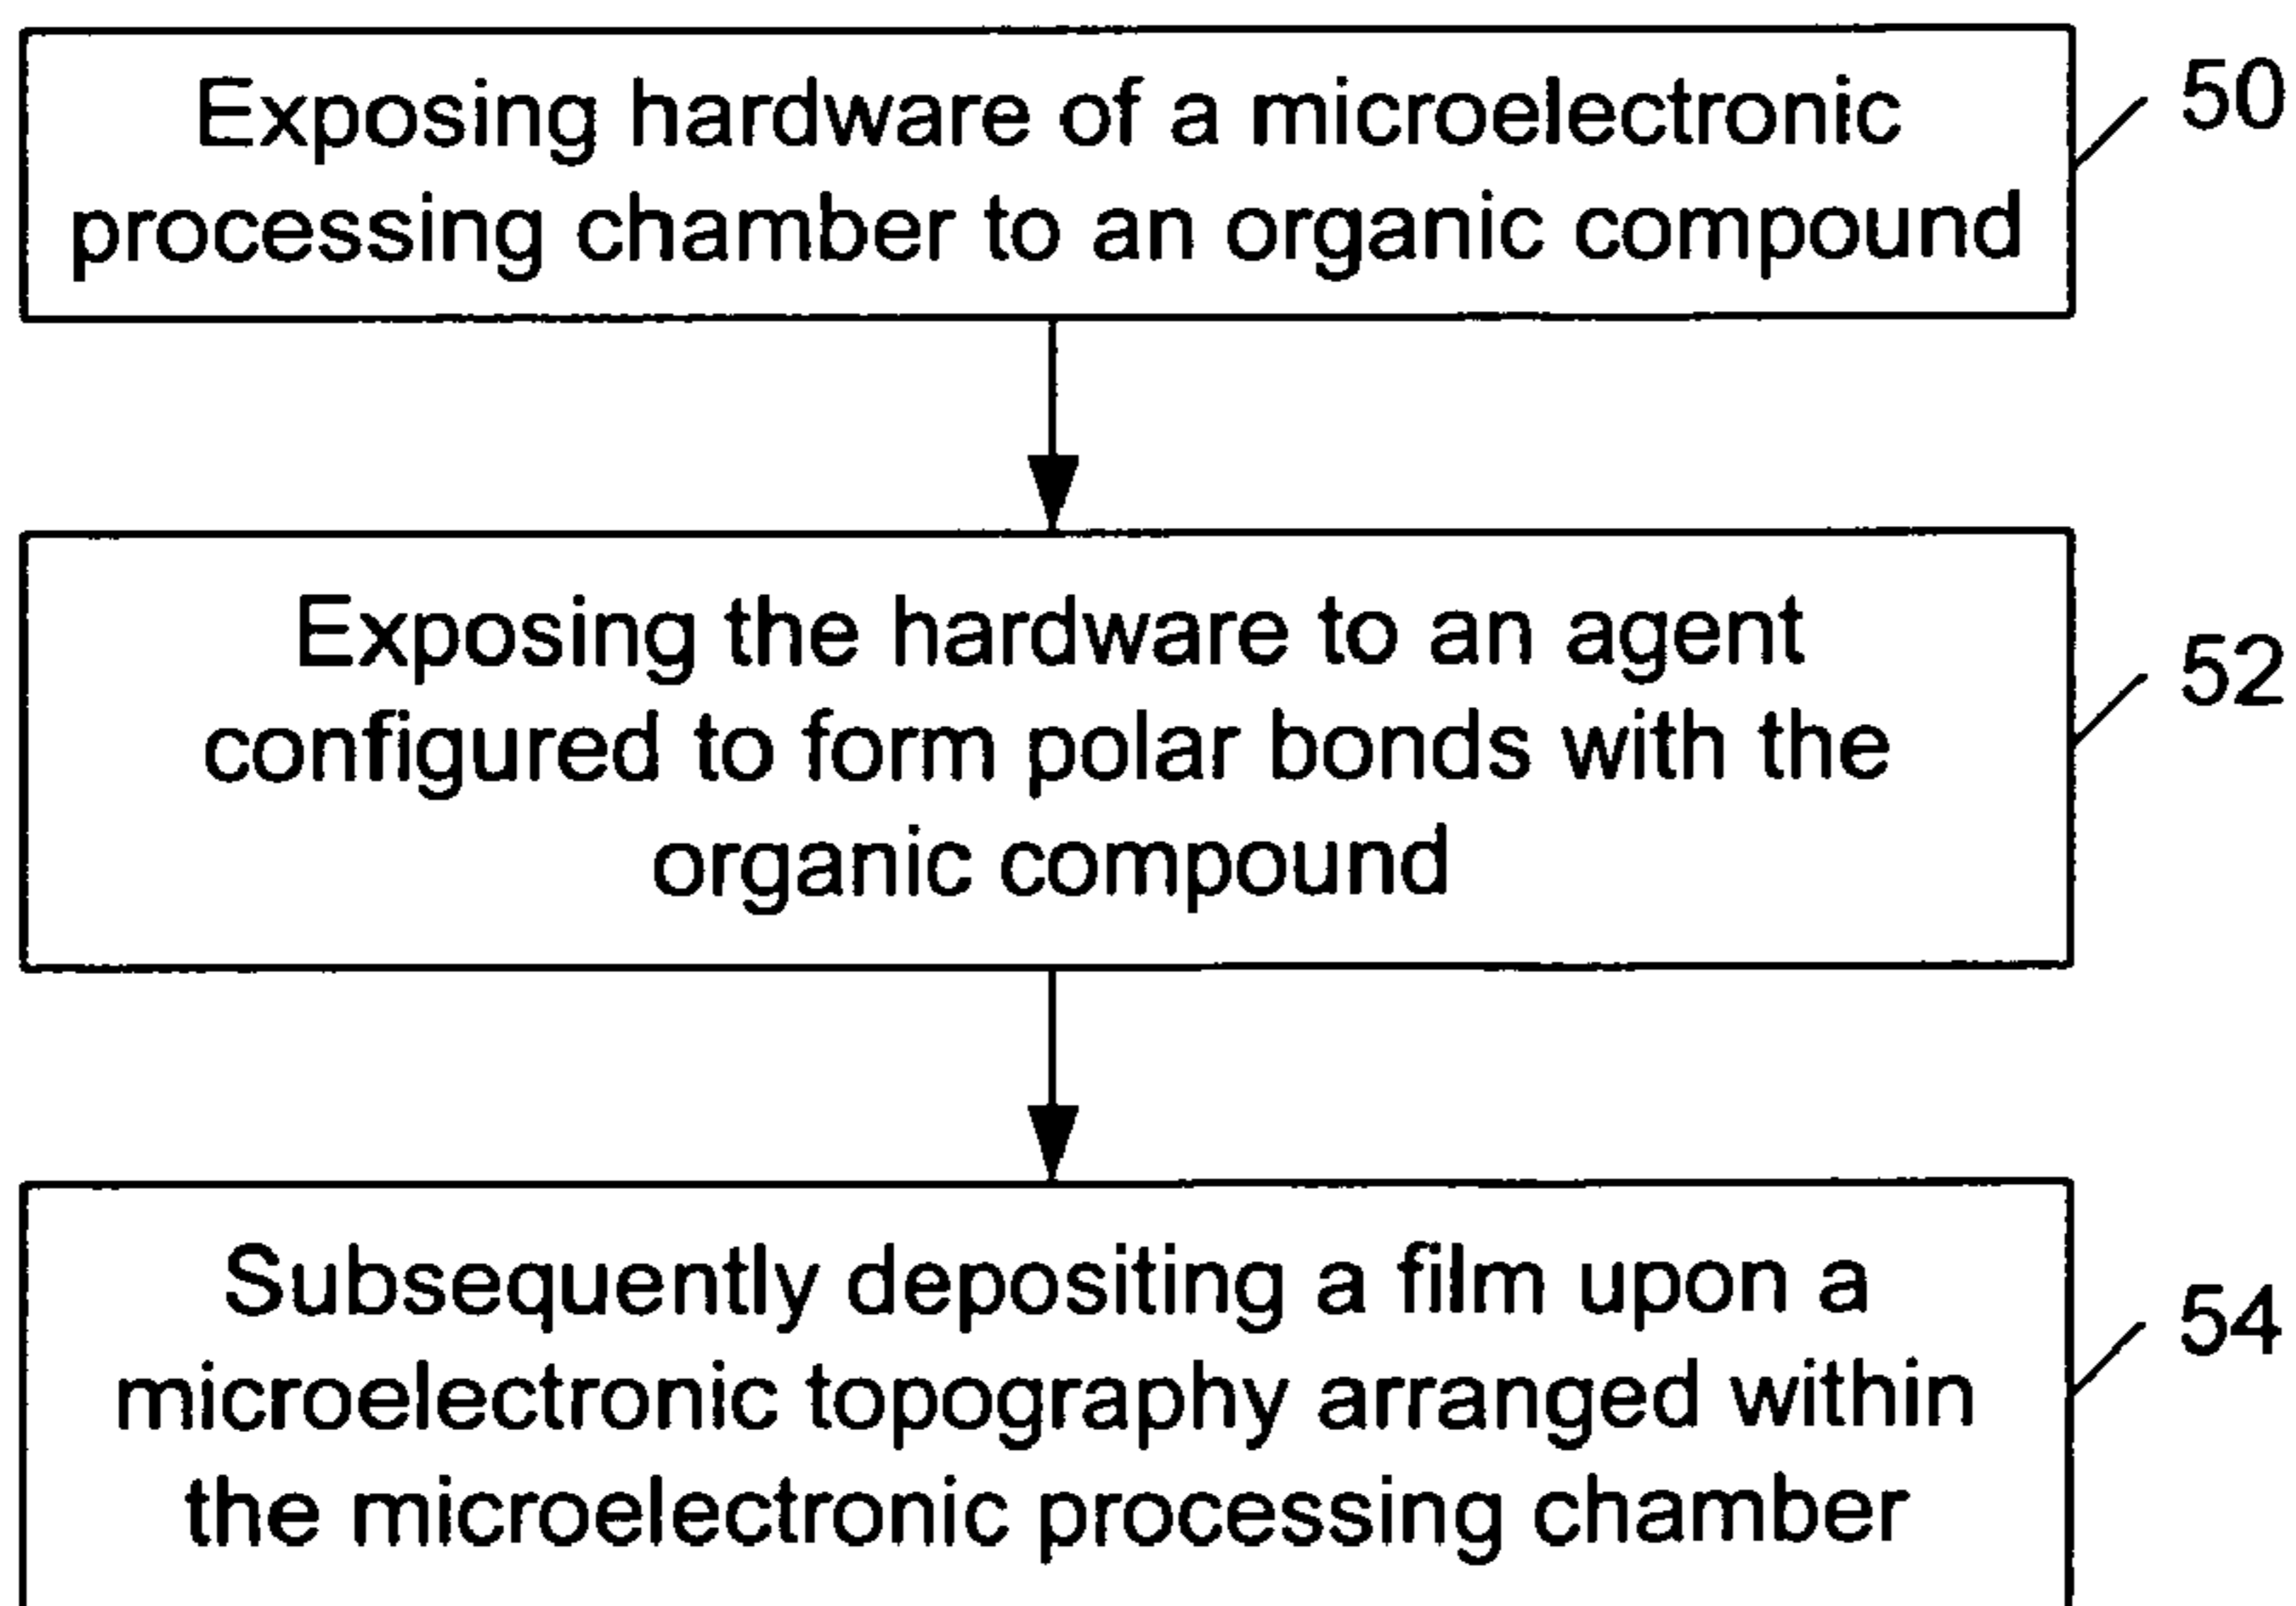 Exposing hardware of a microelectronic
processing chamber to an organic compound
50
Exposing the hardware to an agent
configured to form polar bonds with the
organic compound
52
Subsequently depositing a film upon a
microelectronic topography arranged within
the microelectronic processing chamber
54